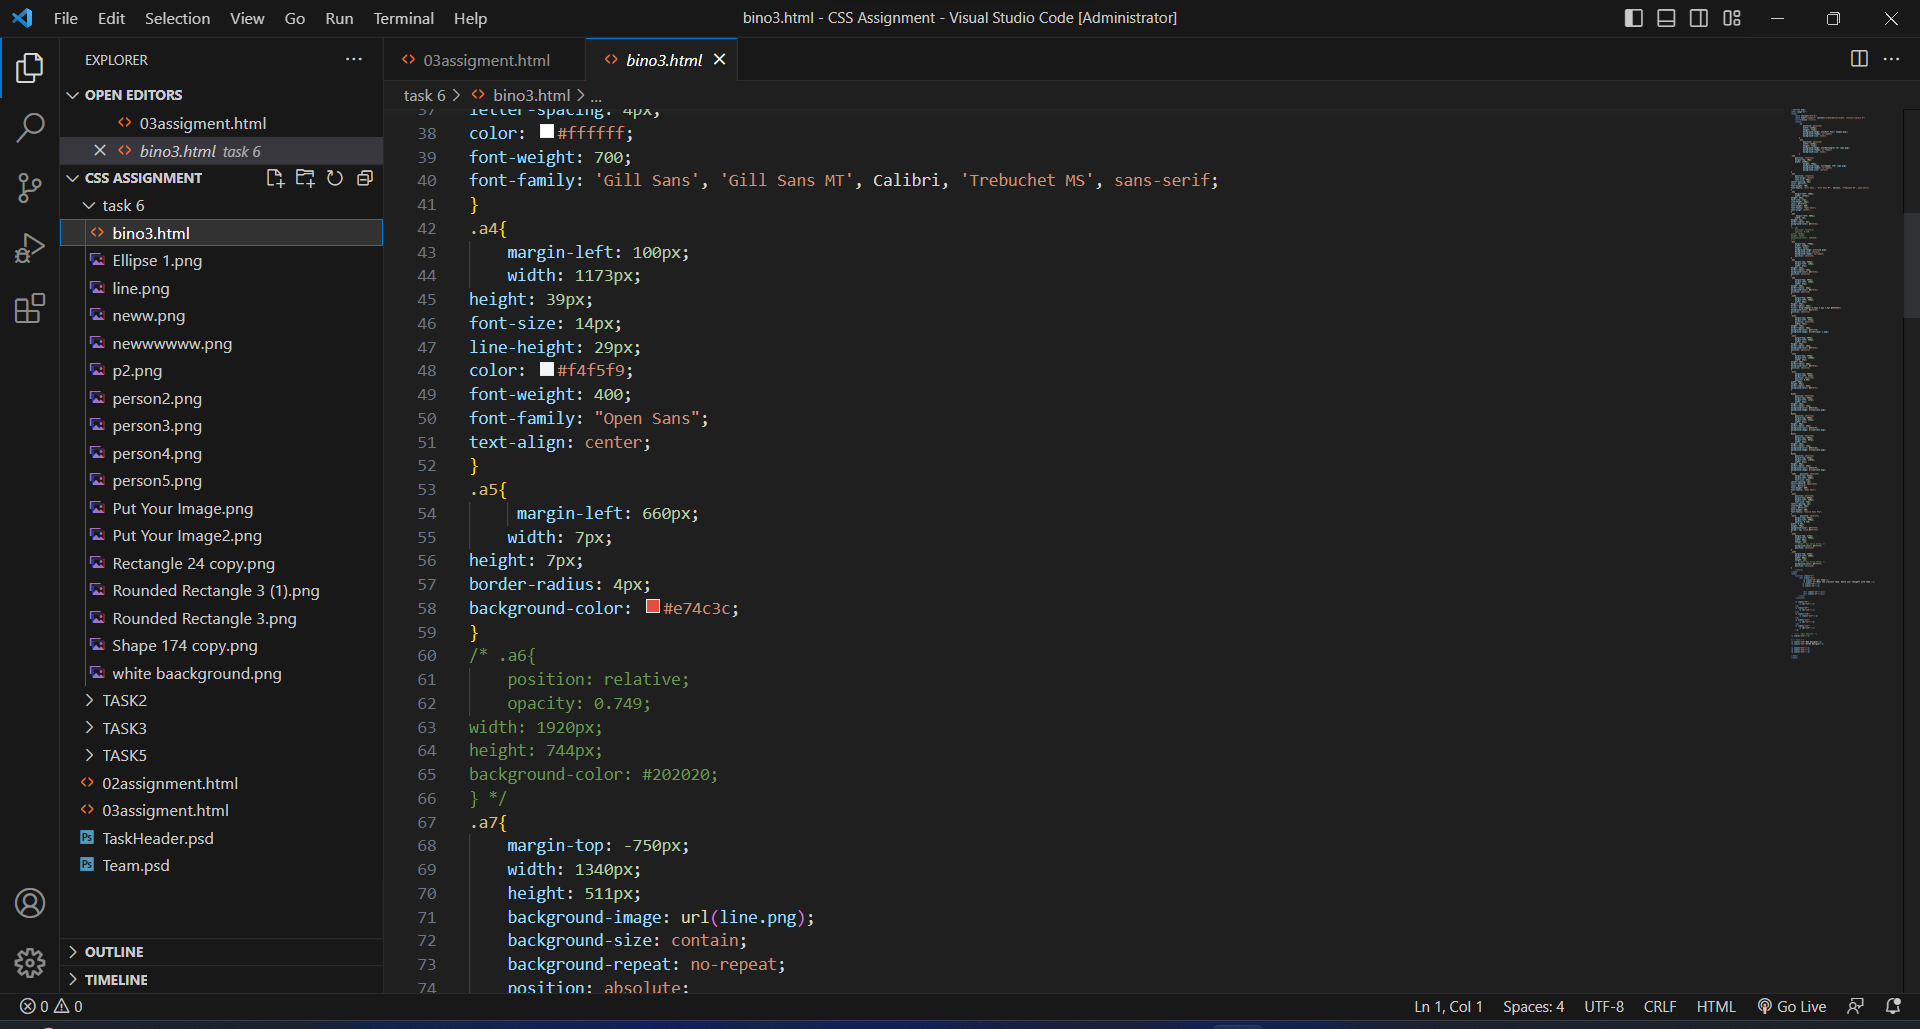 File Edit Selection View Go Run Terminal Help
bino3.html - CSS Assignment - Visual Studio Code [Administrator]
EXPLORER
OPEN EDITORS
03assigment.html
bino3.html task 6
CSS ASSIGNMENT
task 6
bino3.html
Ellipse 1.png
line.png
neww.png
newwwwww.png
p2.png
person2.png
person3.png
person4.png
person5.png
Put Your Image.png
Put Your Image2.png
Rectangle 24 copy.png
Rounded Rectangle 3 (1).png
Rounded Rectangle 3.png
Shape 174 copy.png
white baackground.png
TASK2
TASK3
TASK5
02assignment.html
03assigment.html
TaskHeader.psd
Team.psd
OUTLINE
TIMELINE
03assigment.html bino3.html
task 6 > bino3.html > ...
37 letter-spacing: 4px;
38 color: #ffffff;
39 font-weight: 700;
40 font-family: 'Gill Sans', 'Gill Sans MT', Calibri, 'Trebuchet MS', sans-serif;
41 }
42 .a4{
43 margin-left: 100px;
44 width: 1173px;
45 height: 39px;
46 font-size: 14px;
47 line-height: 29px;
48 color: #f4f5f9;
49 font-weight: 400;
50 font-family: "Open Sans";
51 text-align: center;
52 }
53 .a5{
54 margin-left: 660px;
55 width: 7px;
56 height: 7px;
57 border-radius: 4px;
58 background-color: #e74c3c;
59 }
60 /* .a6{
61 position: relative;
62 opacity: 0.749;
63 width: 1920px;
64 height: 744px;
65 background-color: #202020;
66 } */
67 .a7{
68 margin-top: -750px;
69 width: 1340px;
70 height: 511px;
71 background-image: url(line.png);
72 background-size: contain;
73 background-repeat: no-repeat;
74 position: absolute;
0 0
Ln 1, Col 1 Spaces: 4 UTF-8 CRLF HTML Go Live